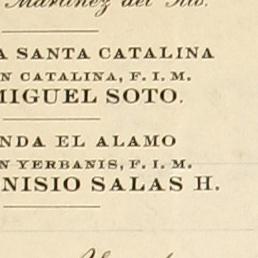 Martinez del Rio.
A SANTA CATALINA
N CATALINA, F. I. M.
MIGUEL SOTO.
NDA EL ALAMO
N YERBANIS, F. I. M.
NISIO SALAS H.